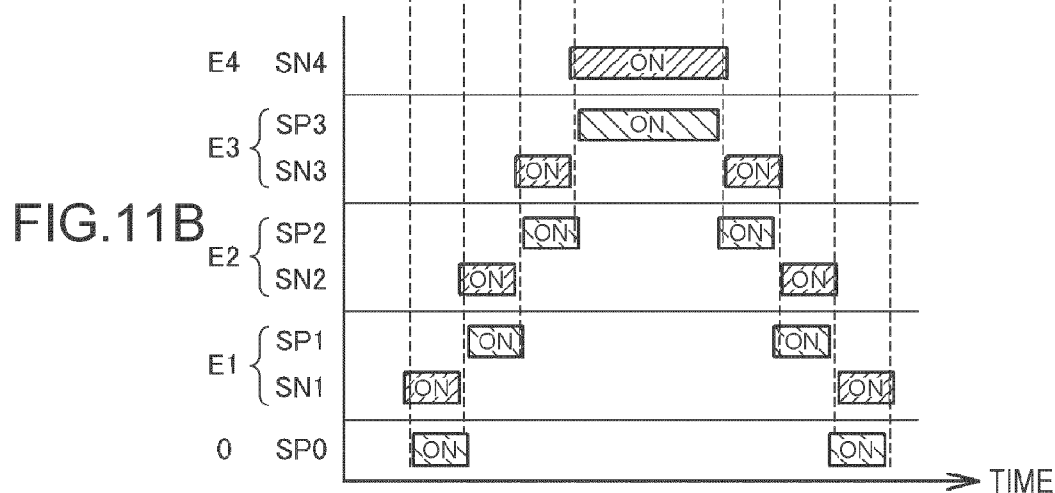 E4 SN4 ON
SP3 ON
E3
SN3 ON ON
FIG.11B
SP2 ON ON
E2
SN2 ON ON
SP1 ON ON
E1
SN1 ON ON
0 SP0 ON ON
TIME